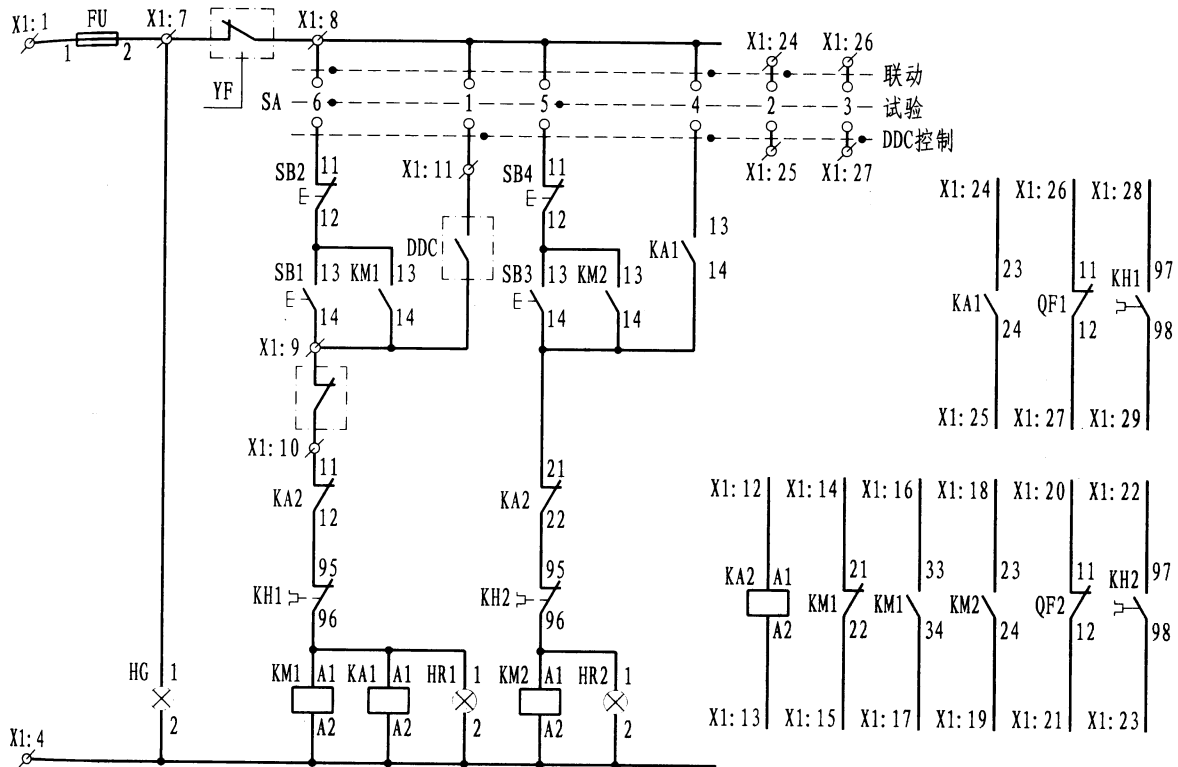 X1:1 FU X1:7 X1:8
1 2
X1:24 X1:26
联动
YF SA 6 1 5 4 2 3 试验
DDC控制
X1:25 X1:27
SB2 11 X1:11 SB4 11
12 12
13
DDC KA1
14
SB1 13 KM1 13 SB3 13 KM2 13
14 14 14 14
X1:9
X1:10
11 21
KA2 KA2
12 22
95 95
KH1 KH2
96 96
HG 1 KM1 A1 KA1 A1 HR1 1 KM2 A1 HR2 1
2 A2 A2 2 A2 2
X1:4
X1:24 X1:26 X1:28
23 11 97
KA1 QF1 KH1
24 12 98
X1:25 X1:27 X1:29
X1:12 X1:14 X1:16 X1:18 X1:20 X1:22
A1 21 33 23 11 97
KA2 KM1 KM1 KM2 QF2 KH2
A2 22 34 24 12 98
X1:13 X1:15 X1:17 X1:19 X1:21 X1:23